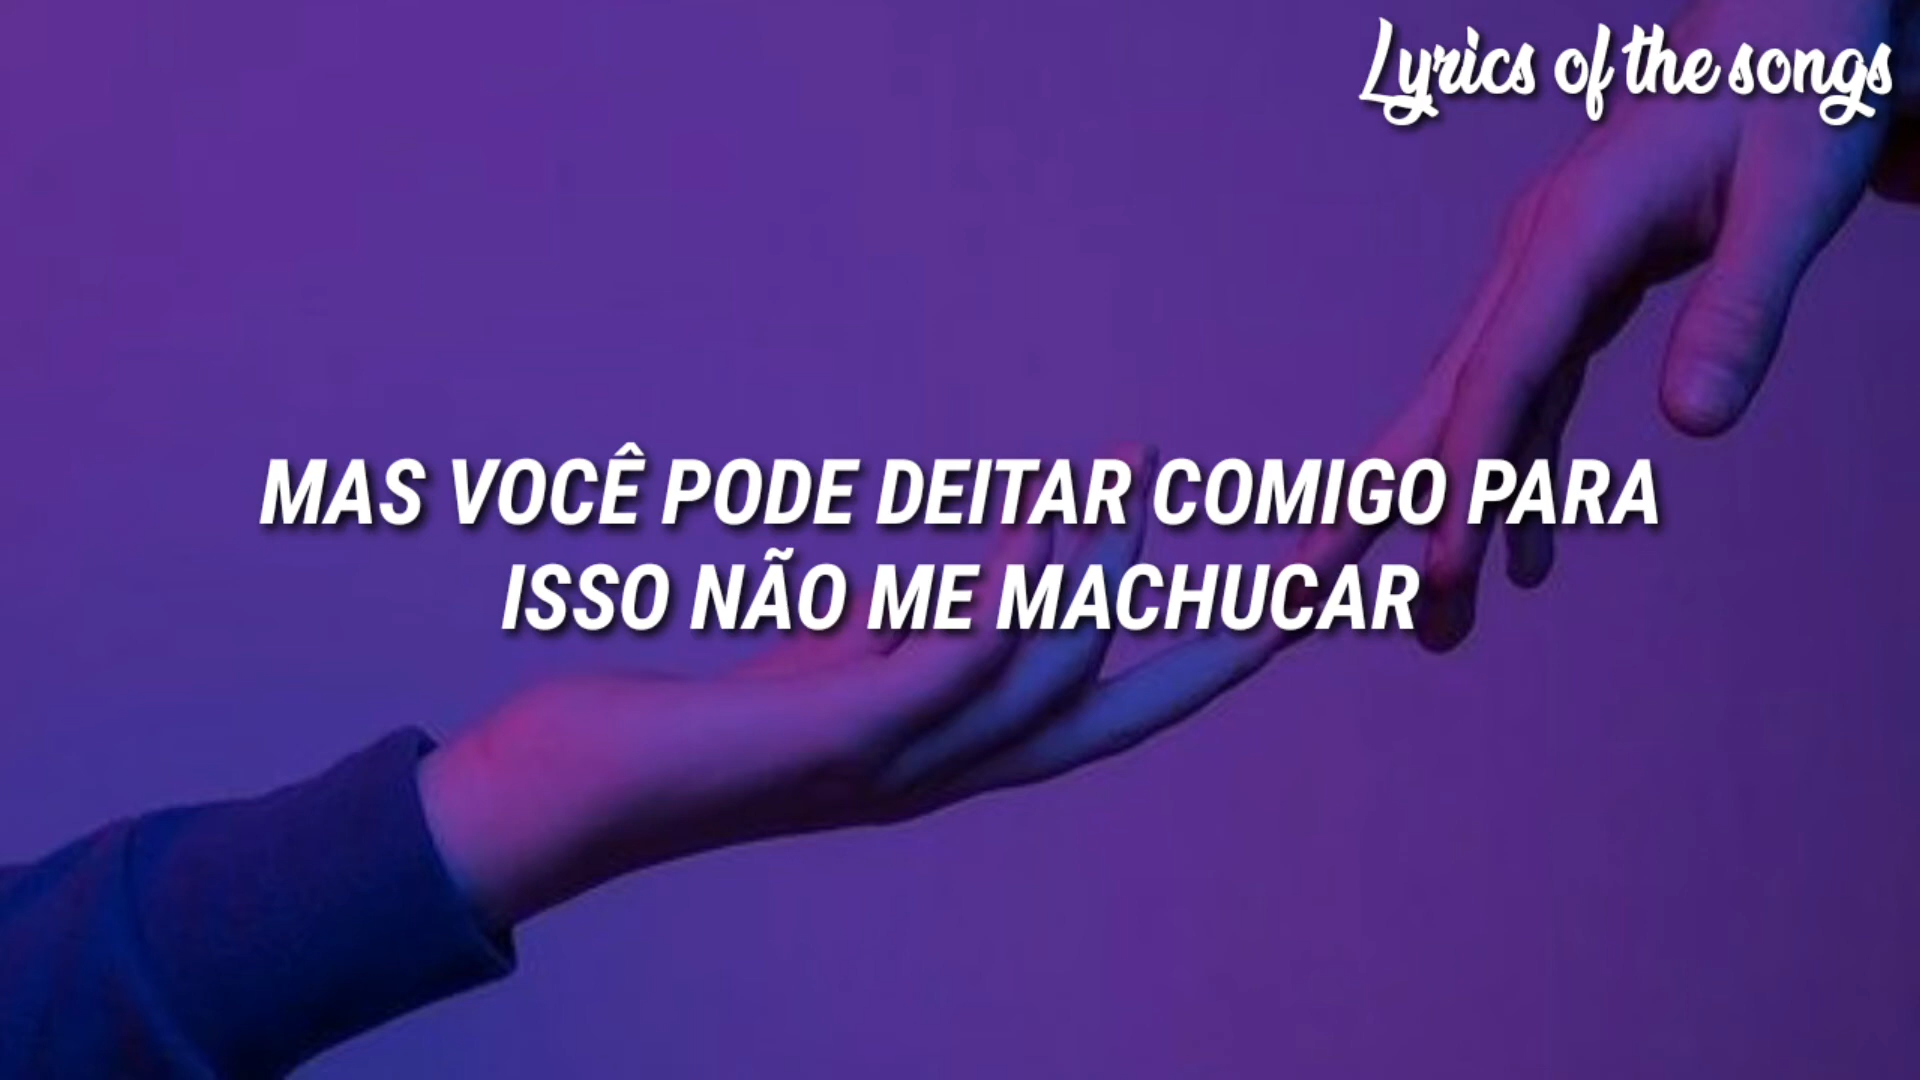 Lyrics of the songs
MAS VOCÊ PODE DEITAR COMIGO PARA
ISSO NÃO ME MACHUCAR